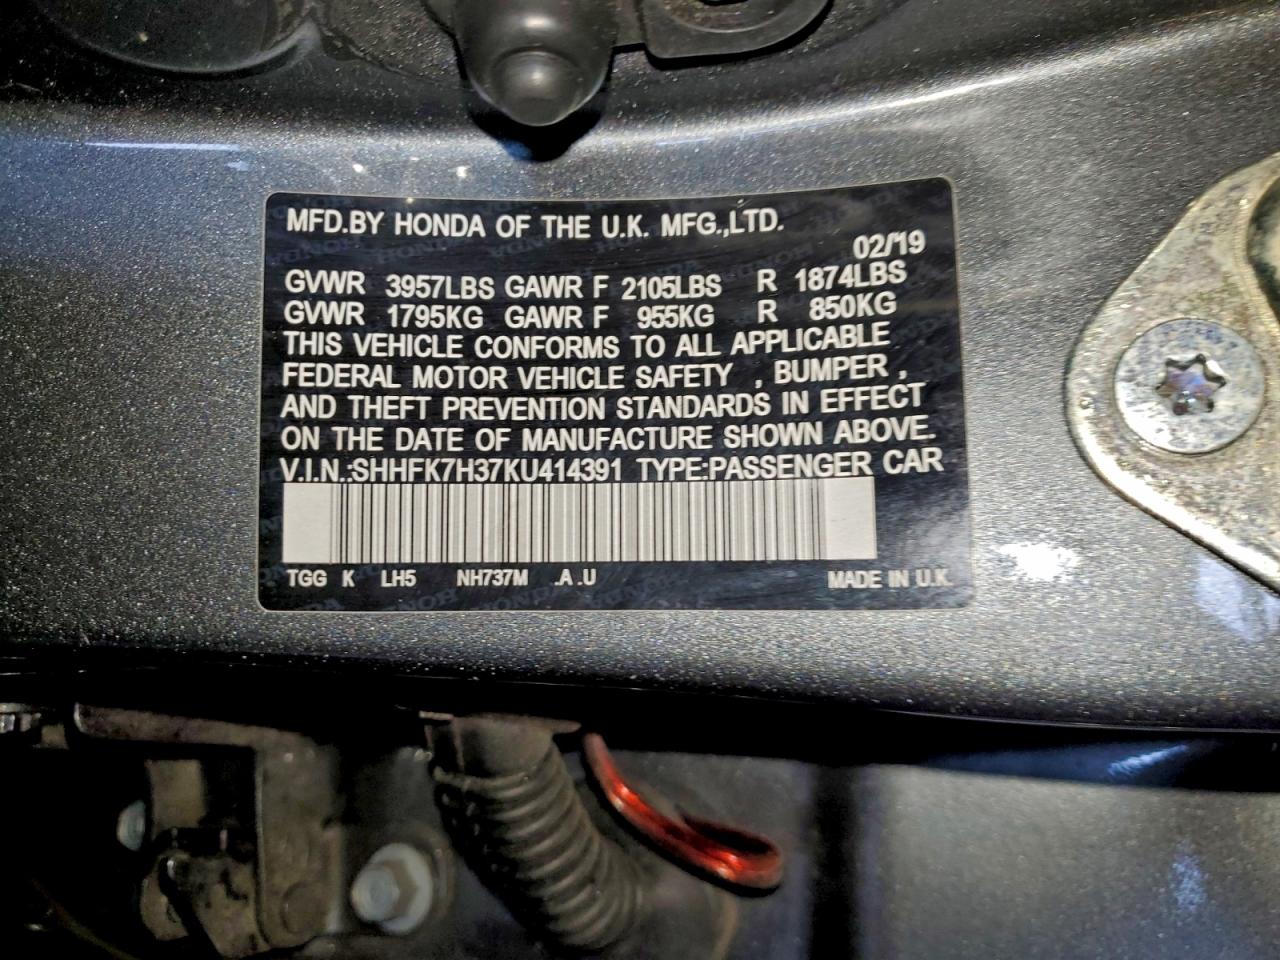 MFD.BY HONDA OF THE U.K. MFG.,LTD.
02/'19
GVWR 3957LBS GAWR F 2105LBS R 1874LBS
GVWR 1795KG GAWR F 955KG R 850KG
THIS VEHICLE CONFORMS TO ALL APPLICABLE
FEDERAL MOTOR VEHICLE SAFETY , BUMPER ,
AND THEFT PREVENTION STANDARDS IN EFFECT
ON THE DATE OF MANUFACTURE SHOWN ABOVE.
V.I.N.:SHHFK7H37KU414391 TYPE:PASSENGER CAR
TGG K LH5 NH737M .A .U MADE IN U.K.